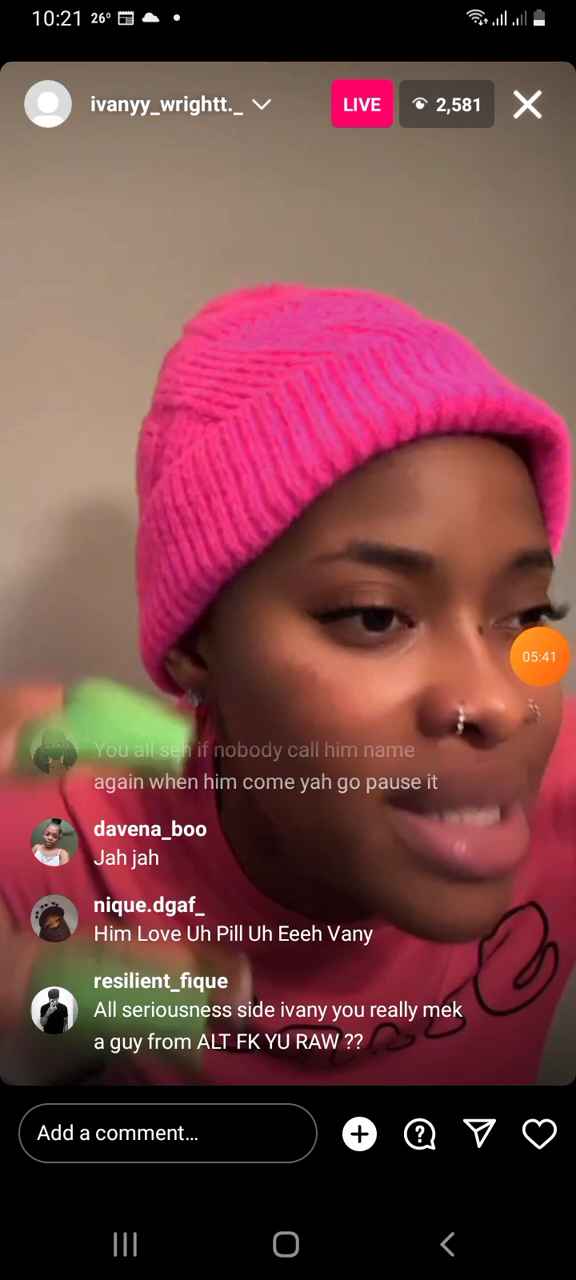 10:21 26°
ivanyy_wrightt._ LIVE 2,581
05:41
You all seh if nobody call him name
again when him come yah go pause it
davena_boo
Jah jah
nique.dgaf_
Him Love Uh Pill Uh Eeeh Vany
resilient_fique
All seriousness side ivany you really mek
a guy from ALT FK YU RAW ??
Add a comment...